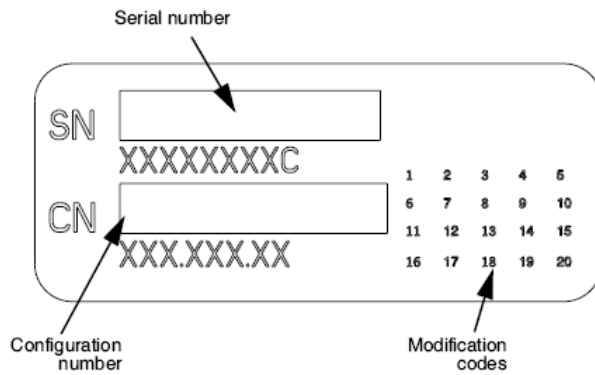 Serial number
SN
XXXXXXXXC
CN
XXX.XXX.XX
1 2 3 4 5
6 7 8 9 10
11 12 13 14 15
16 17 18 19 20
Configuration
number
Modification
codes